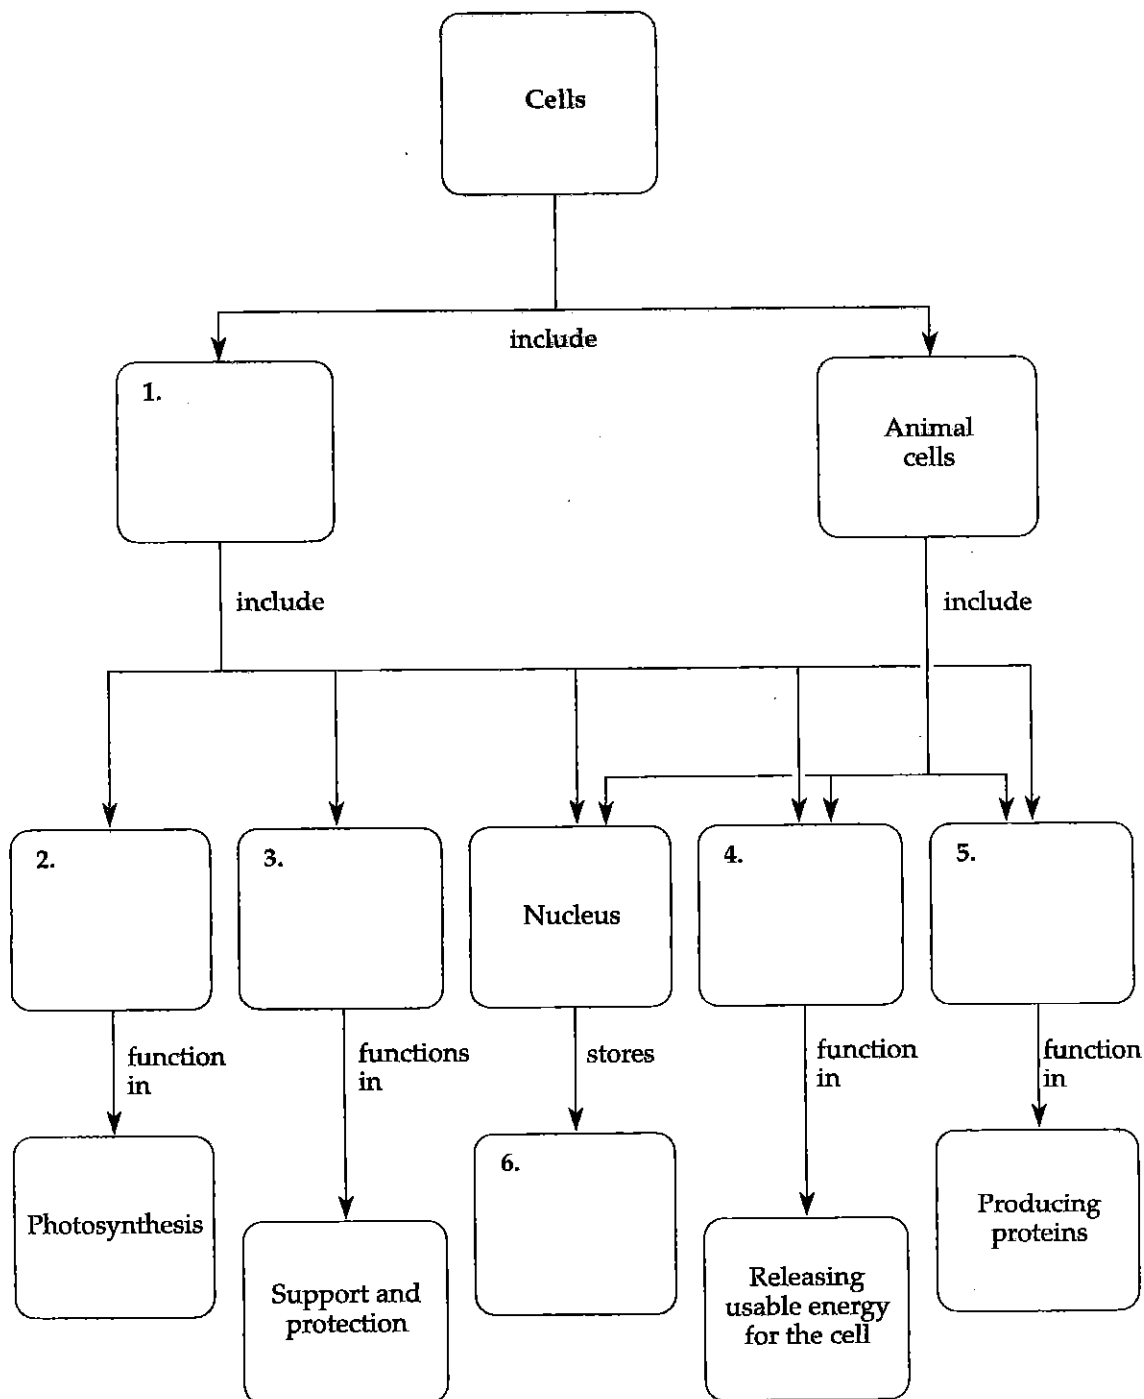 Cells
include
1.
Animal
cells
include
include
2.
3.
Nucleus
4.
5.
function
in
functions
in
stores
function
in
function
in
Photosynthesis
Support and
protection
6.
Releasing
usable energy
for the cell
Producing
proteins